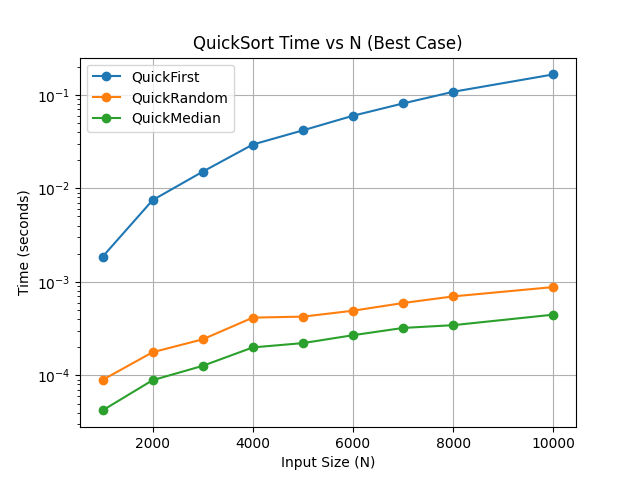 QuickSort Time vs N (Best Case)
QuickFirst
QuickRandom
QuickMedian
Time (seconds)
10⁻¹
10⁻²
10⁻³
10⁻⁴
2000 4000 6000 8000 10000
Input Size (N)